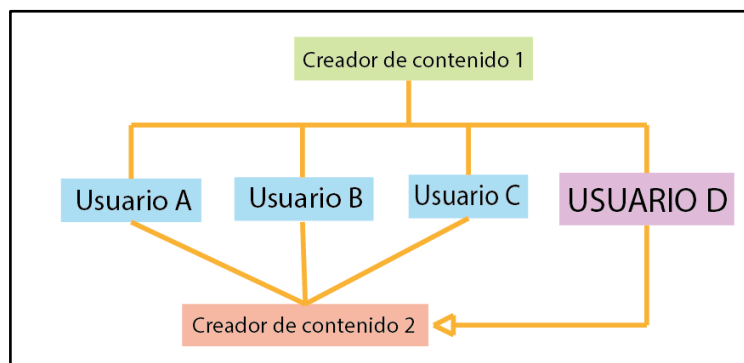 Creador de contenido 1
Usuario A
Usuario B
Usuario C
USUARIO D
Creador de contenido 2